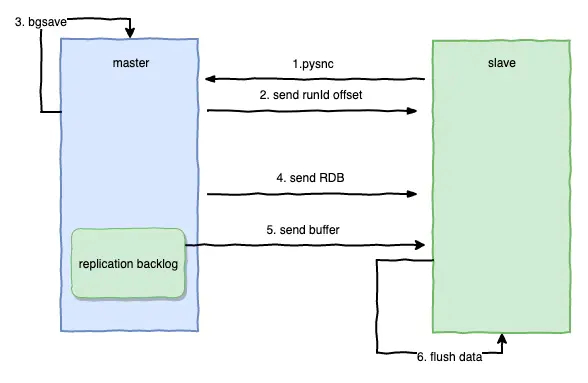 3. bgsave
master
slave
1.pysnc
2. send runId offset
4. send RDB
5. send buffer
replication backlog
6. flush data